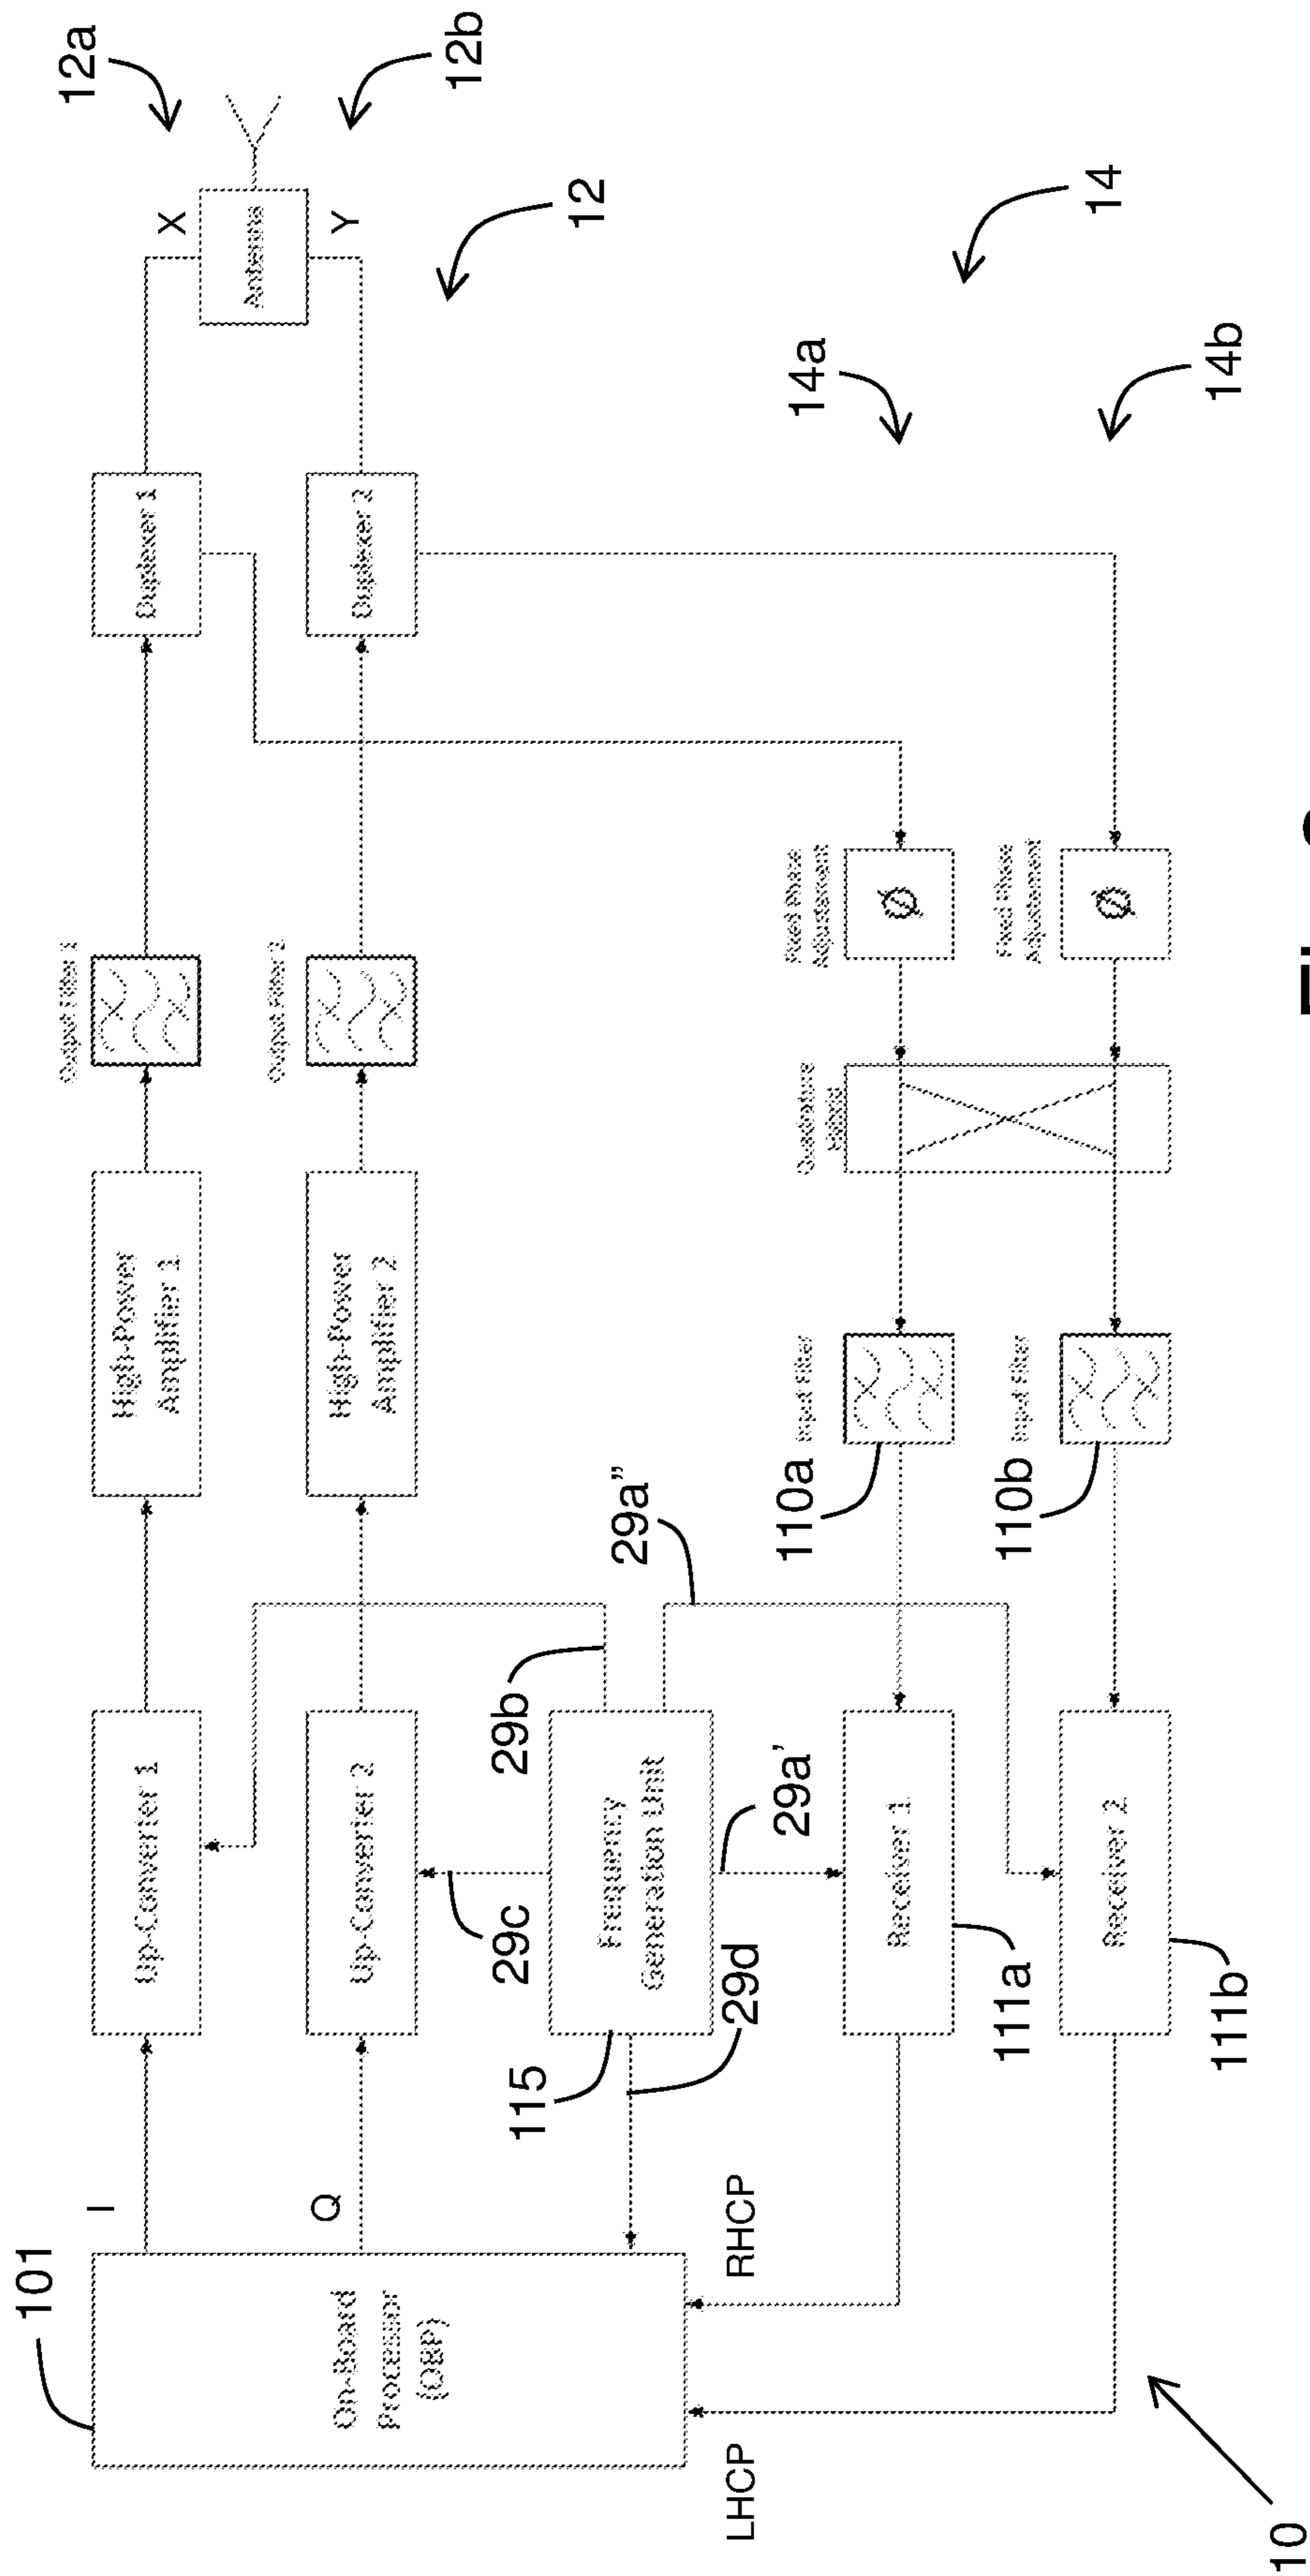 101
I
Up-Converter 1
High-Power
Amplifier 1
Output Filter 1
Duplexer 1
X
12a
Antenna
On-Board
Processor
(OBP)
Q
Up-Converter 2
High-Power
Amplifier 2
Output Filter 2
Duplexer 2
Y
12b
12
115
29c
29b
29a"
Frequency
Generation Unit
29d
29a'
RHCP
LHCP
110a
Input Filter
Quadrature
Hybrid
Fixed Phase
Adjustment
Ø
14a
14
Receiver 1
111a
110b
Input Filter
Fixed Phase
Adjustment
Ø
14b
Receiver 2
111b
10